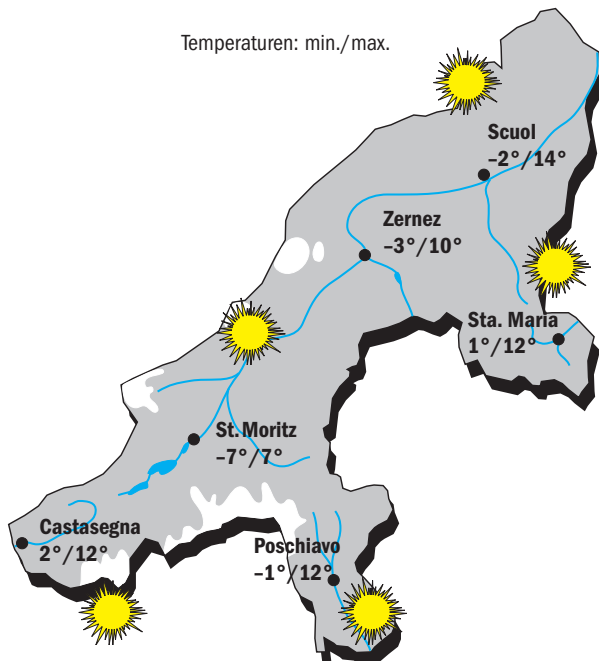 Temperaturen: min./max.
Scuol
–2°/14°
Zernez
–3°/10°
Sta. Maria
1°/12°
St. Moritz
–7°/7°
Castasegna
2°/12°
Poschiavo
–1°/12°